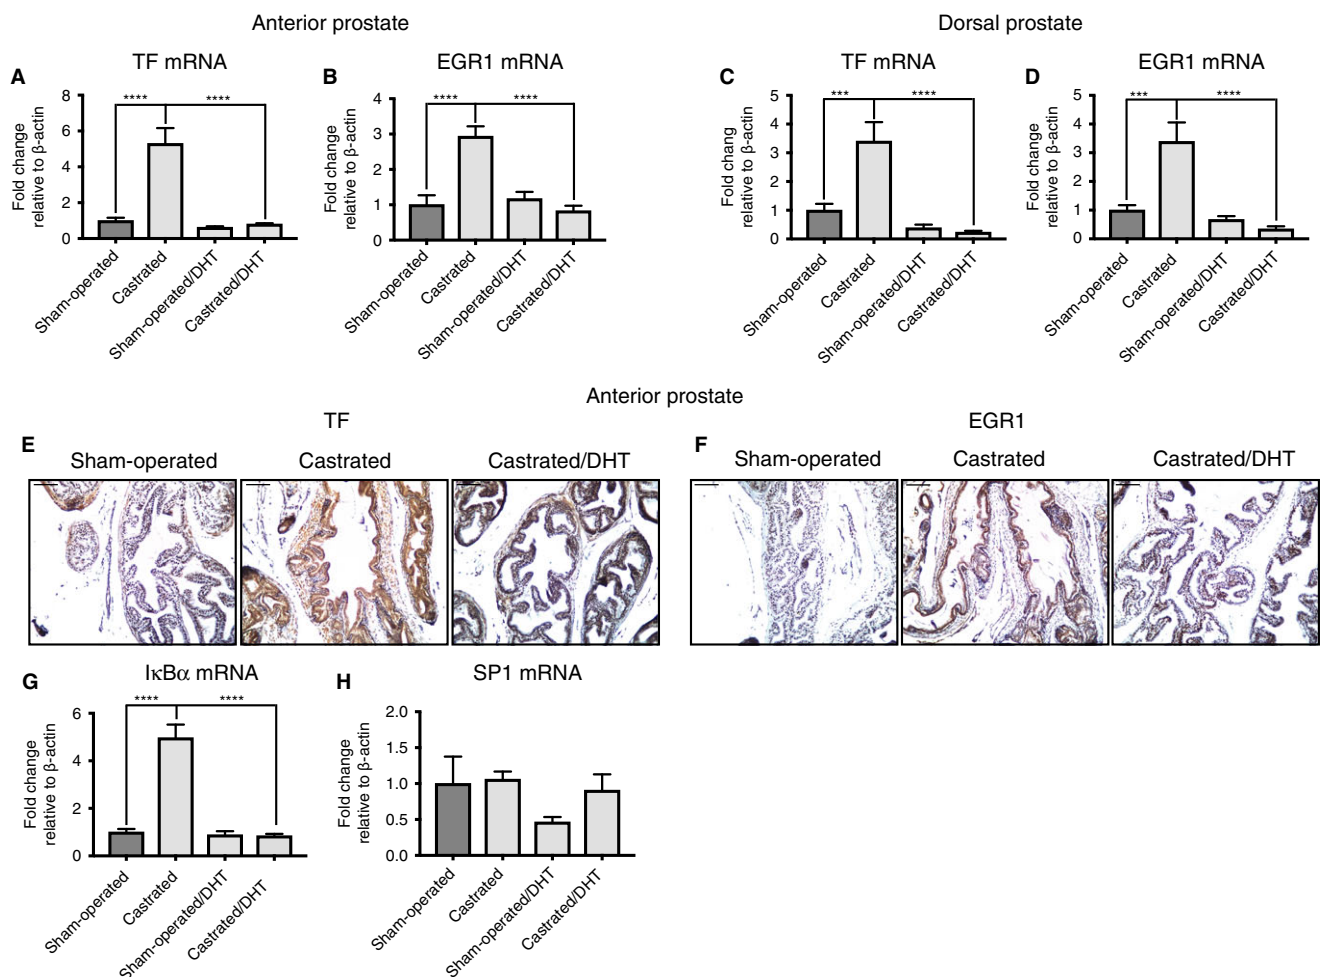 Anterior prostate
Dorsal prostate
A
TF mRNA
Fold change
relative to β-actin
8
6
4
2
0
****
****
Sham-operated
Castrated
Sham-operated/DHT
Castrated/DHT
B
EGR1 mRNA
Fold change
relative to β-actin
4
3
2
1
0
****
****
Sham-operated
Castrated
Sham-operated/DHT
Castrated/DHT
C
TF mRNA
Fold chang
relative to β-actin
5
4
3
2
1
0
***
****
Sham-operated
Castrated
Sham-operated/DHT
Castrated/DHT
D
EGR1 mRNA
Fold change
relative to β-actin
5
4
3
2
1
0
***
****
Sham-operated
Castrated
Sham-operated/DHT
Castrated/DHT
Anterior prostate
E
TF
Sham-operated
Castrated
Castrated/DHT
F
EGR1
Sham-operated
Castrated
Castrated/DHT
G
IκBα mRNA
Fold change
relative to β-actin
6
4
2
0
****
****
Sham-operated
Castrated
Sham-operated/DHT
Castrated/DHT
H
SP1 mRNA
Fold change
relative to β-actin
2.0
1.5
1.0
0.5
0.0
Sham-operated
Castrated
Sham-operated/DHT
Castrated/DHT